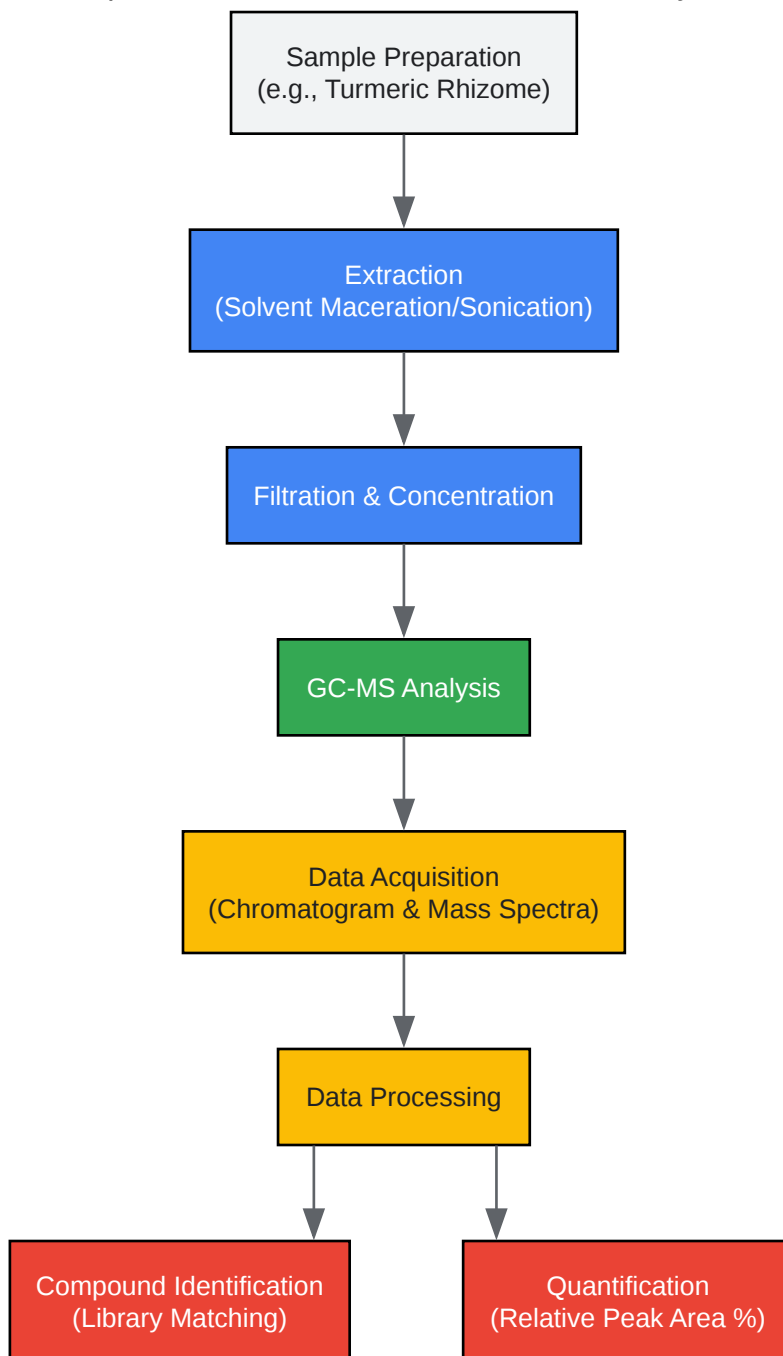 Sample Preparation
(e.g., Turmeric Rhizome)
Extraction
(Solvent Maceration/Sonication)
Filtration & Concentration
GC-MS Analysis
Data Acquisition
(Chromatogram & Mass Spectra)
Data Processing
Compound Identification
(Library Matching)
Quantification
(Relative Peak Area %)